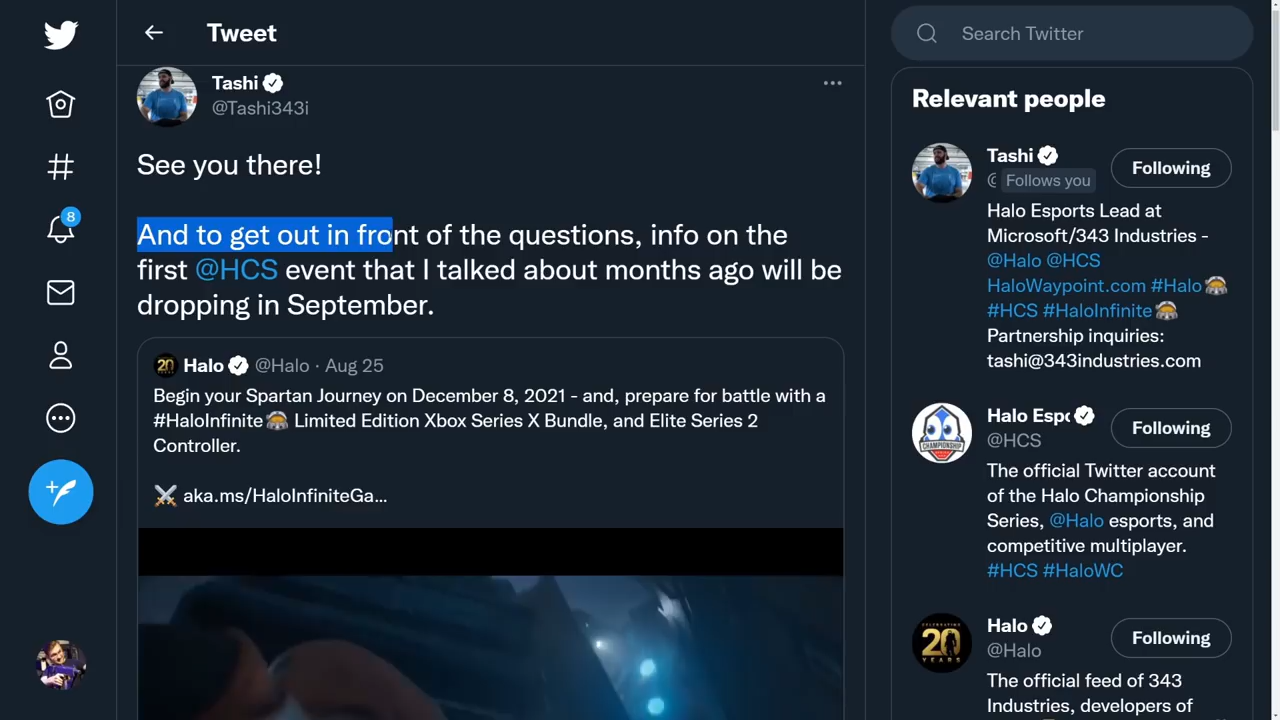 Tweet
Tashi
@Tashi343i
See you there!
And to get out in front of the questions, info on the
first @HCS event that I talked about months ago will be
dropping in September.
20 Halo @Halo · Aug 25
Begin your Spartan Journey on December 8, 2021 - and, prepare for battle with a
#HaloInfinite Limited Edition Xbox Series X Bundle, and Elite Series 2
Controller.
⚔️ aka.ms/HaloInfiniteGa...
8
Search Twitter
Relevant people
Tashi
Following
@ Follows you
Halo Esports Lead at
Microsoft/343 Industries -
@Halo @HCS
HaloWaypoint.com #Halo
#HCS #HaloInfinite
Partnership inquiries:
tashi@343industries.com
Halo Espo
Following
@HCS
CHAMPIONSHIP
The official Twitter account
of the Halo Championship
Series, @Halo esports, and
competitive multiplayer.
#HCS #HaloWC
Halo
Following
@Halo
20
YEARS
The official feed of 343
Industries, developers of